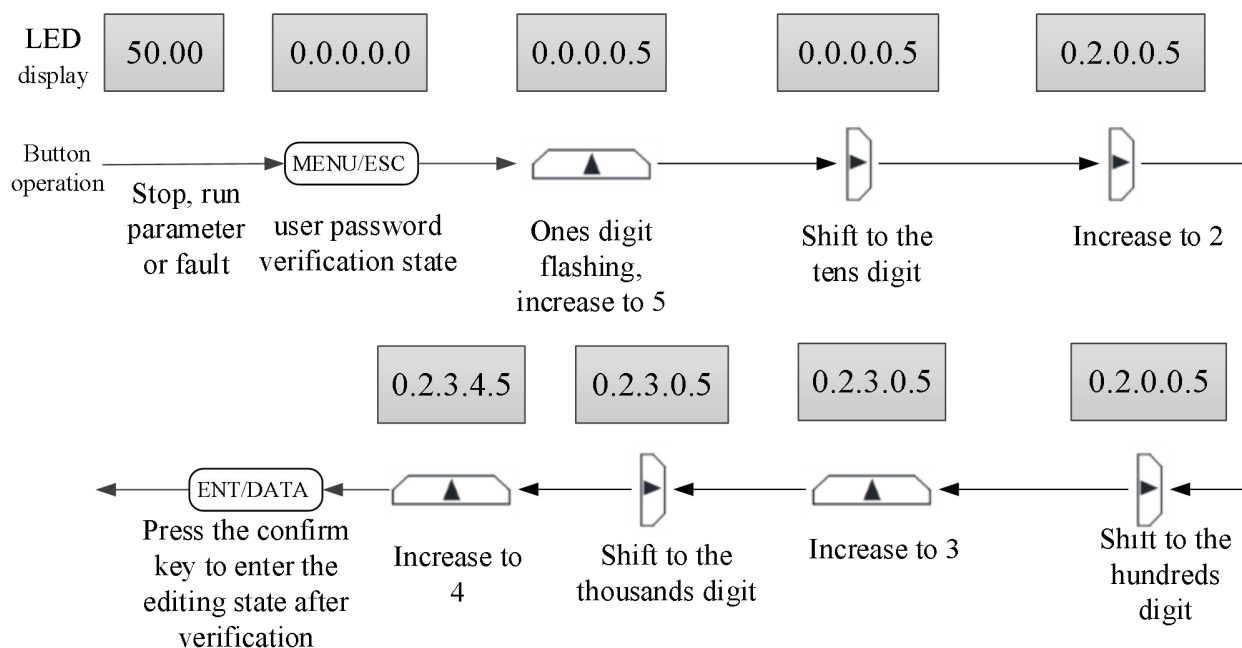 LED
display
50.00
0.0.0.0.0
0.0.0.0.5
0.0.0.0.5
0.2.0.0.5
Button
operation
MENU/ESC
Stop, run
parameter
or fault
user password
verification state
Ones digit
flashing,
increase to 5
Shift to the
tens digit
Increase to 2
0.2.3.4.5
0.2.3.0.5
0.2.3.0.5
0.2.0.0.5
ENT/DATA
Press the confirm
key to enter the
editing state after
verification
Increase to
4
Shift to the
thousands digit
Increase to 3
Shift to the
hundreds
digit